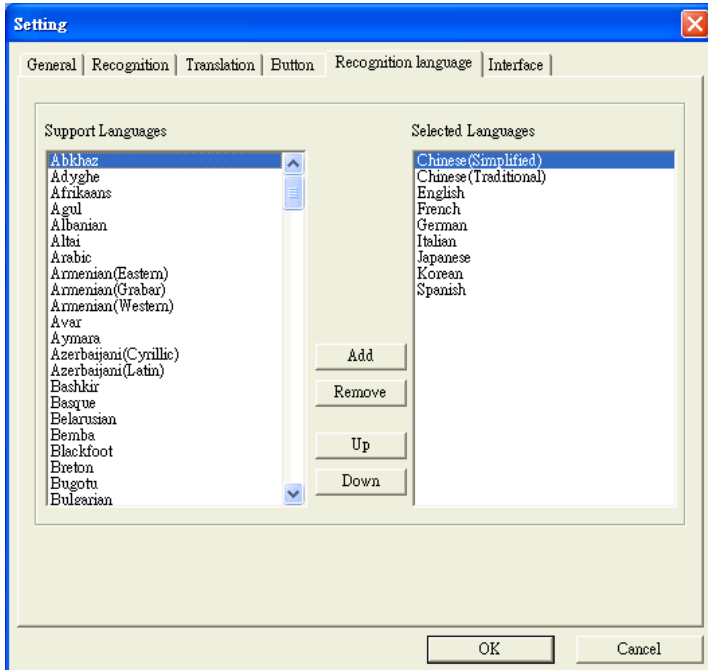 Setting
General Recognition Translation Button Recognition language Interface
Support Languages
Abkhaz
Adyghe
Afrikaans
Agul
Albanian
Altai
Arabic
Armenian(Eastern)
Armenian(Grabar)
Armenian(Western)
Avar
Aymara
Azerbaijani(Cyrillic)
Azerbaijani(Latin)
Bashkir
Basque
Belarusian
Bemba
Blackfoot
Breton
Bugotu
Bulgarian
Add
Remove
Up
Down
Selected Languages
Chinese(Simplified)
Chinese(Traditional)
English
French
German
Italian
Japanese
Korean
Spanish
OK Cancel